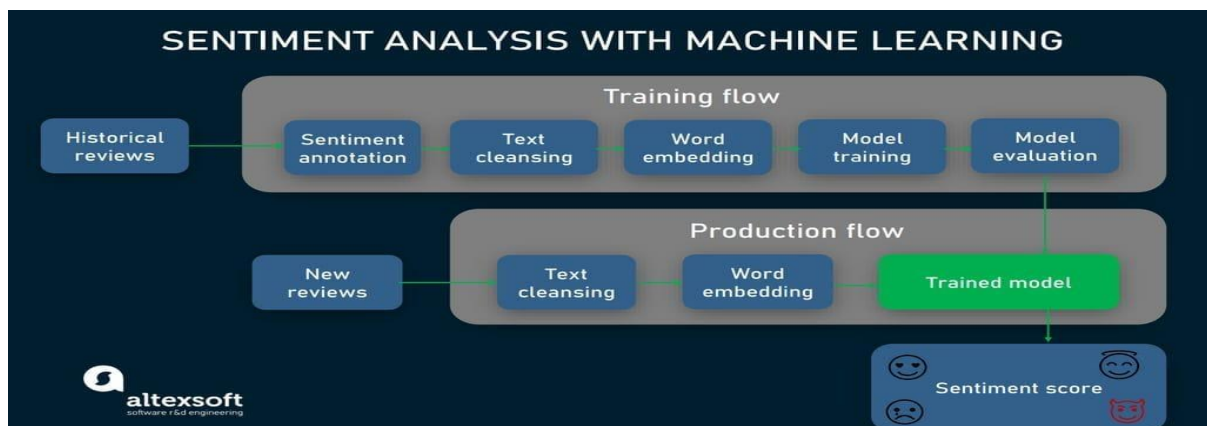 SENTIMENT ANALYSIS WITH MACHINE LEARNING
Training flow
Historical
reviews
Sentiment
annotation
Text
cleansing
Word
embedding
Model
training
Model
evaluation
Production flow
New
reviews
Text
cleansing
Word
embedding
Trained model
Sentiment score
altexsoft
software r&d engineering